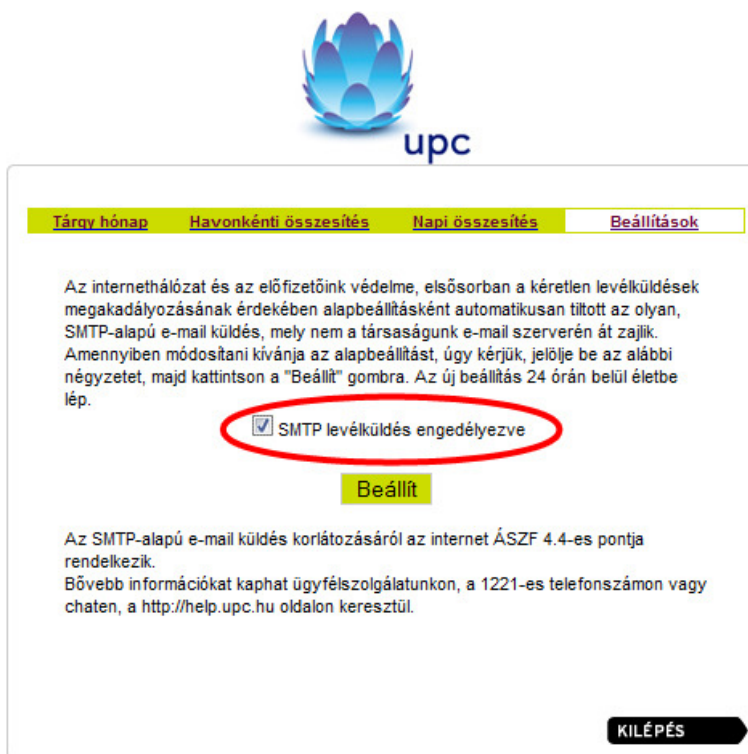 upc
Tárgy hónap Havonkénti összesítés Napi összesítés Beállítások
Az internethálózat és az előfizetőink védelme, elsősorban a kéretlen levélküldések
megakadályozásának érdekében alapbeállításként automatikusan tiltott az olyan,
SMTP-alapú e-mail küldés, mely nem a társaságunk e-mail szerverén át zajlik.
Amennyiben módosítani kívánja az alapbeállítást, úgy kérjük, jelölje be az alábbi
négyzetet, majd kattintson a "Beállít" gombra. Az új beállítás 24 órán belül életbe
lép.
SMTP levélküldés engedélyezve
Beállít
Az SMTP-alapú e-mail küldés korlátozásáról az internet ÁSZF 4.4-es pontja
rendelkezik.
Bővebb információkat kaphat ügyfélszolgálatunkon, a 1221-es telefonszámon vagy
chaten, a http://help.upc.hu oldalon keresztül.
KILÉPÉS